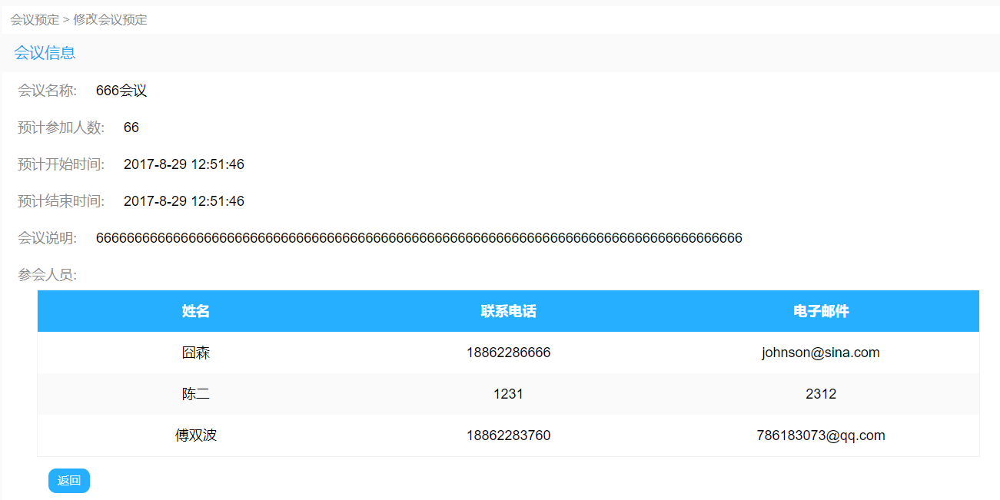 会议预定 > 修改会议预定
会议信息
会议名称: 666会议
预计参加人数: 66
预计开始时间: 2017-8-29 12:51:46
预计结束时间: 2017-8-29 12:51:46
会议说明: 666666666666666666666666666666666666666666666666666666666666666666666666666666666666
参会人员:
姓名 联系电话 电子邮件
囧森 18862286666 johnson@sina.com
陈二 1231 2312
傅双波 18862283760 786183073@qq.com
返回